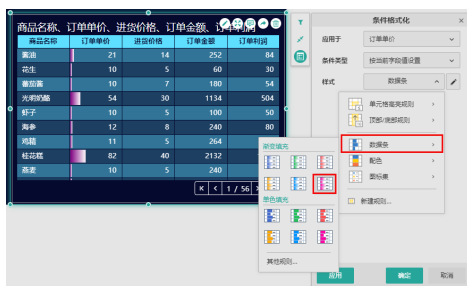 商品名称、订单单价、进货价格、订单金额、订单利润
商品名称 订单单价 进货价格 订单金额 订单利润
酱油 21 14 252 84
花生 10 5 60 30
番茄酱 10 7 180 54
光明奶酪 54 30 1134 504
虾子 10 5 100 50
海参 12 8 240 80
鸡精 11 5 264
桂花糕 82 40 2132
燕麦 10 5 240
1 / 56
条件格式化
应用于 订单单价
条件类型 按当前字段值设置
样式 数据条
单元格高亮规则
顶部/底部规则
数据条
配色
图标集
新建规则...
渐变填充
单色填充
其他规则...
应用 确定 取消